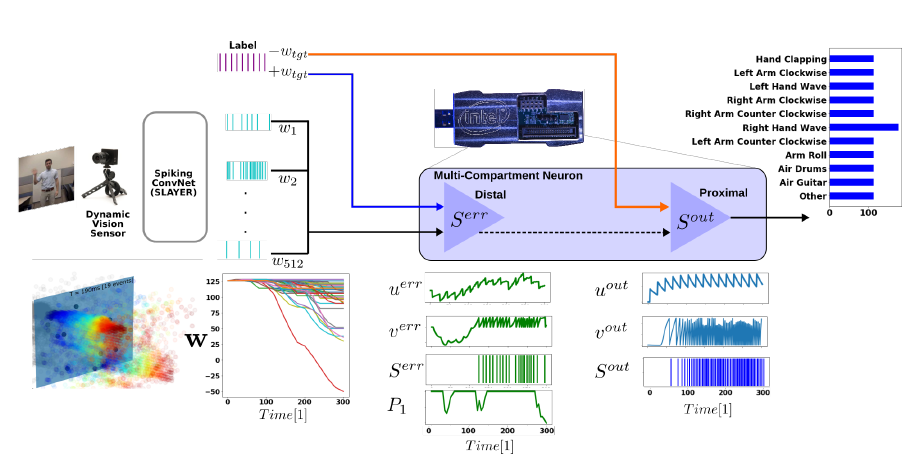 Label
−w_tgt
+w_tgt
w_1
w_2
w_512
Spiking
ConvNet
(SLAYER)
Dynamic
Vision
Sensor
intel
Multi-Compartment Neuron
Distal
Proximal
S^err
S^out
Hand Clapping
Left Arm Clockwise
Left Hand Wave
Right Arm Clockwise
Right Arm Counter Clockwise
Right Hand Wave
Left Arm Counter Clockwise
Arm Roll
Air Drums
Air Guitar
Other
0 100
T = 190ms (19 events)
w
125
100
75
50
25
0
−25
−50
0 100 200 300
Time[1]
u^err
v^err
S^err
P_1
0 100 200 300
Time[1]
u^out
v^out
S^out
0 100 200 300
Time[1]